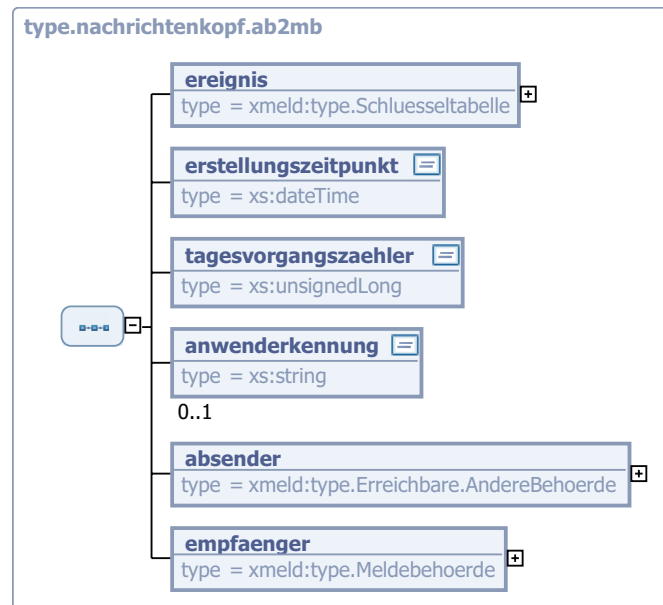 type.nachrichtenkopf.ab2mb
ereignis
type = xmeld:type.Schluesseltabelle
erstellungszeitpunkt
type = xs:dateTime
tagesvorgangszaehler
type = xs:unsignedLong
anwenderkennung
type = xs:string
0..1
absender
type = xmeld:type.Erreichbare.AndereBehoerde
empfaenger
type = xmeld:type.Meldebehoerde